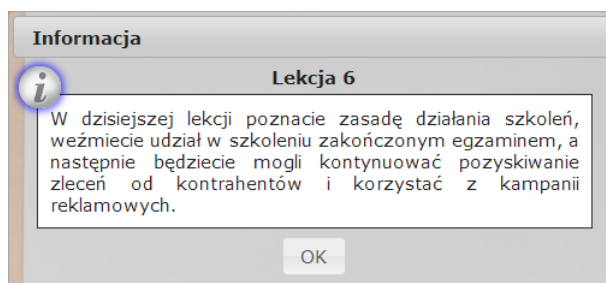 Informacja
Lekcja 6
W dzisiejszej lekcji poznacie zasadę działania szkoleń,
weźmiecie udział w szkoleniu zakończonym egzaminem, a
następnie będziecie mogli kontynuować pozyskiwanie
zleceń od kontrahentów i korzystać z kampanii
reklamowych.
OK